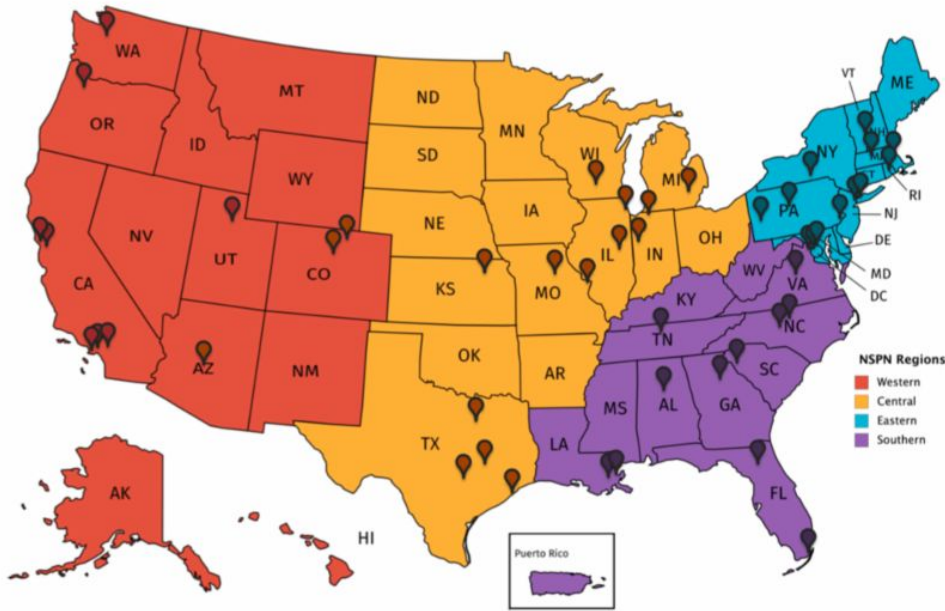 WA
MT
ND
MN
VT
ME
OR
ID
SD
WI
MI
NY
NH
MA
WY
RI
NE
IA
PA
NJ
NV
UT
IL
IN
OH
DE
CO
CA
KS
MO
WV
VA
MD
KY
DC
NC
TN
OK
AZ
NM
AR
SC
MS
AL
GA
NSPN Regions
Western
Central
Eastern
Southern
TX
LA
FL
AK
HI
Puerto Rico